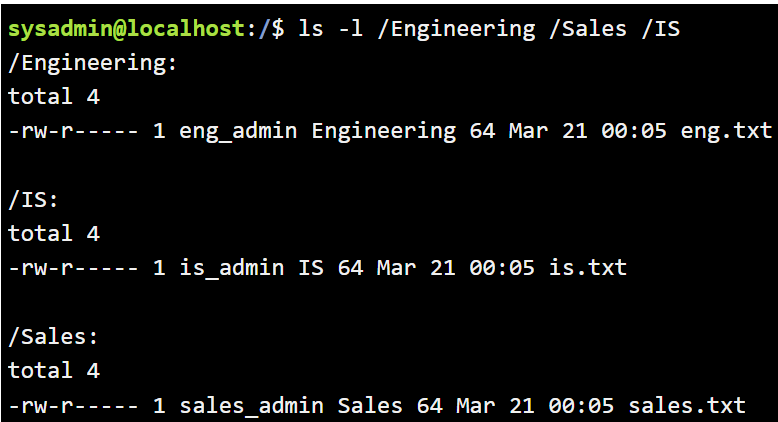 sysadmin@localhost:/$ ls -l /Engineering /Sales /IS
/Engineering:
total 4
-rw-r----- 1 eng_admin Engineering 64 Mar 21 00:05 eng.txt
/IS:
total 4
-rw-r----- 1 is_admin IS 64 Mar 21 00:05 is.txt
/Sales:
total 4
-rw-r----- 1 sales_admin Sales 64 Mar 21 00:05 sales.txt